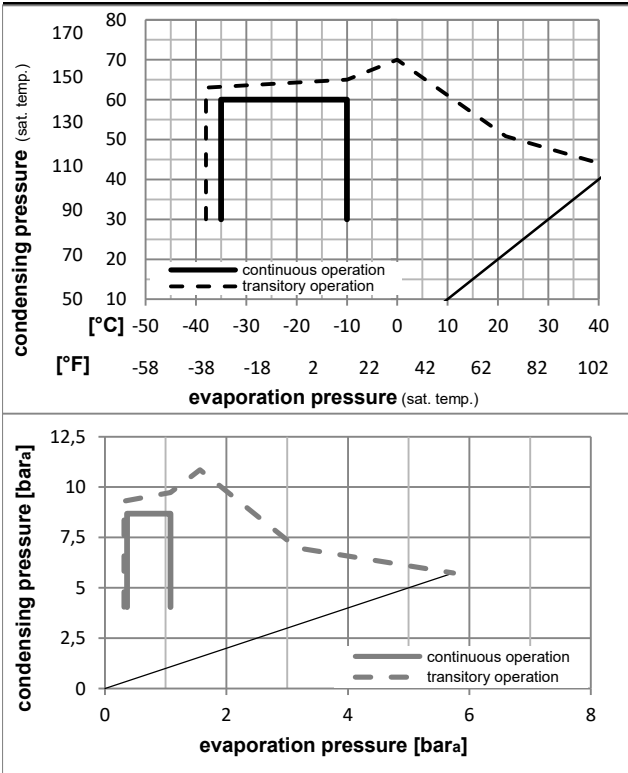 condensing pressure (sat. temp.)
170
150
130
110
90
70
50
80
70
60
50
40
30
20
10
continuous operation
transitory operation
[°C] -50 -40 -30 -20 -10 0 10 20 30 40
[°F] -58 -38 -18 2 22 42 62 82 102
evaporation pressure (sat. temp.)
condensing pressure [bara]
12,5
10
7,5
5
2,5
0
continuous operation
transitory operation
0 2 4 6 8
evaporation pressure [bara]